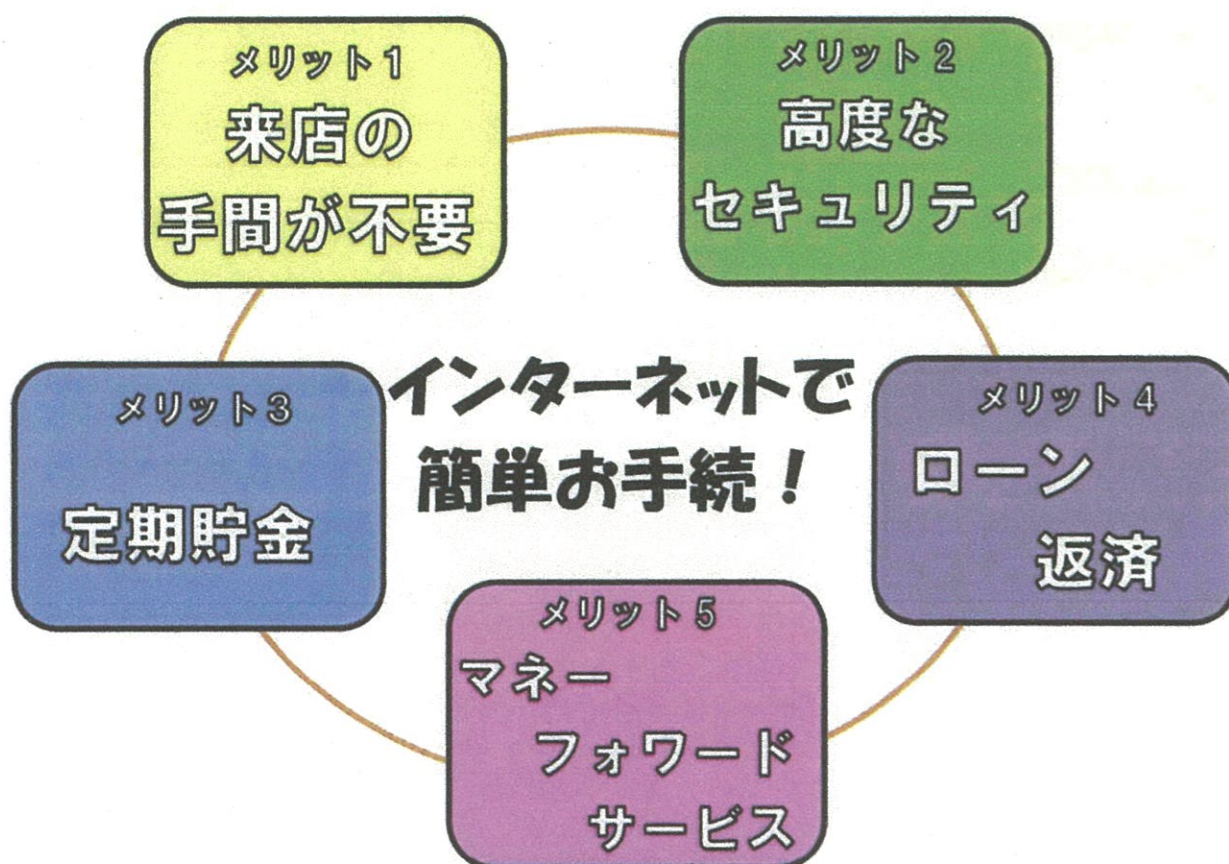 メリット1
来店の
手間が不要
メリット2
高度な
セキュリティ
インターネットで
簡単お手続!
メリット3
定期貯金
メリット4
ローン
返済
メリット5
マネー
フォワード
サービス